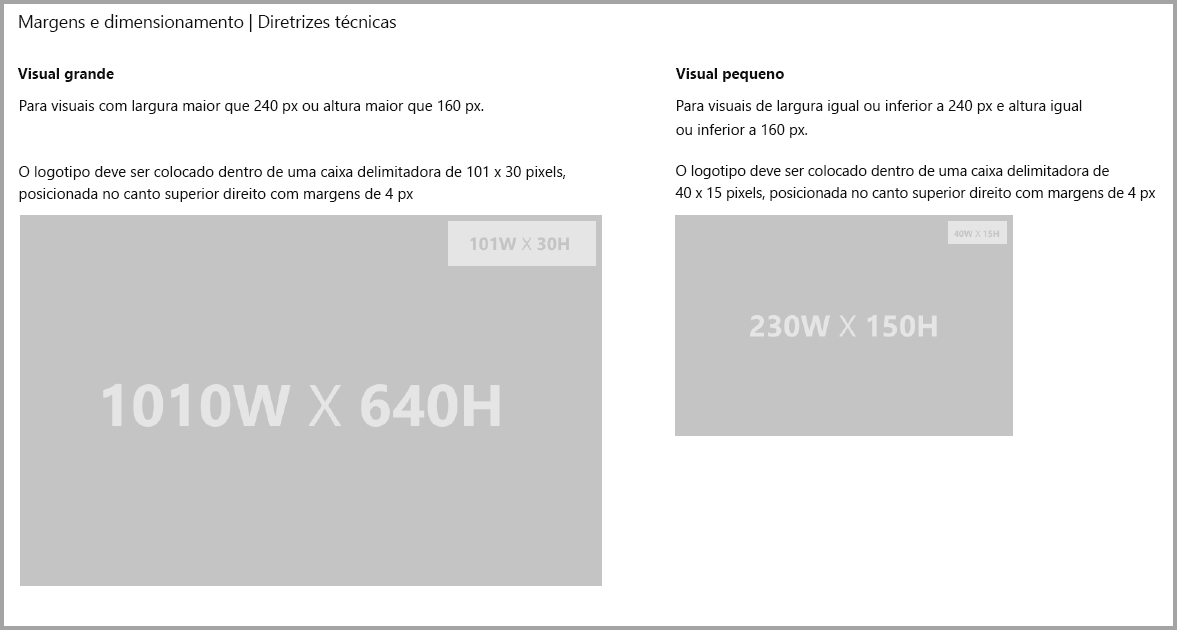 Margens e dimensionamento | Diretrizes técnicas
Visual grande
Para visuais com largura maior que 240 px ou altura maior que 160 px.
O logotipo deve ser colocado dentro de uma caixa delimitadora de 101 x 30 pixels,
posicionada no canto superior direito com margens de 4 px
101W X 30H
1010W X 640H
Visual pequeno
Para visuais de largura igual ou inferior a 240 px e altura igual
ou inferior a 160 px.
O logotipo deve ser colocado dentro de uma caixa delimitadora de
40 x 15 pixels, posicionada no canto superior direito com margens de 4 px
40W X 15H
230W X 150H